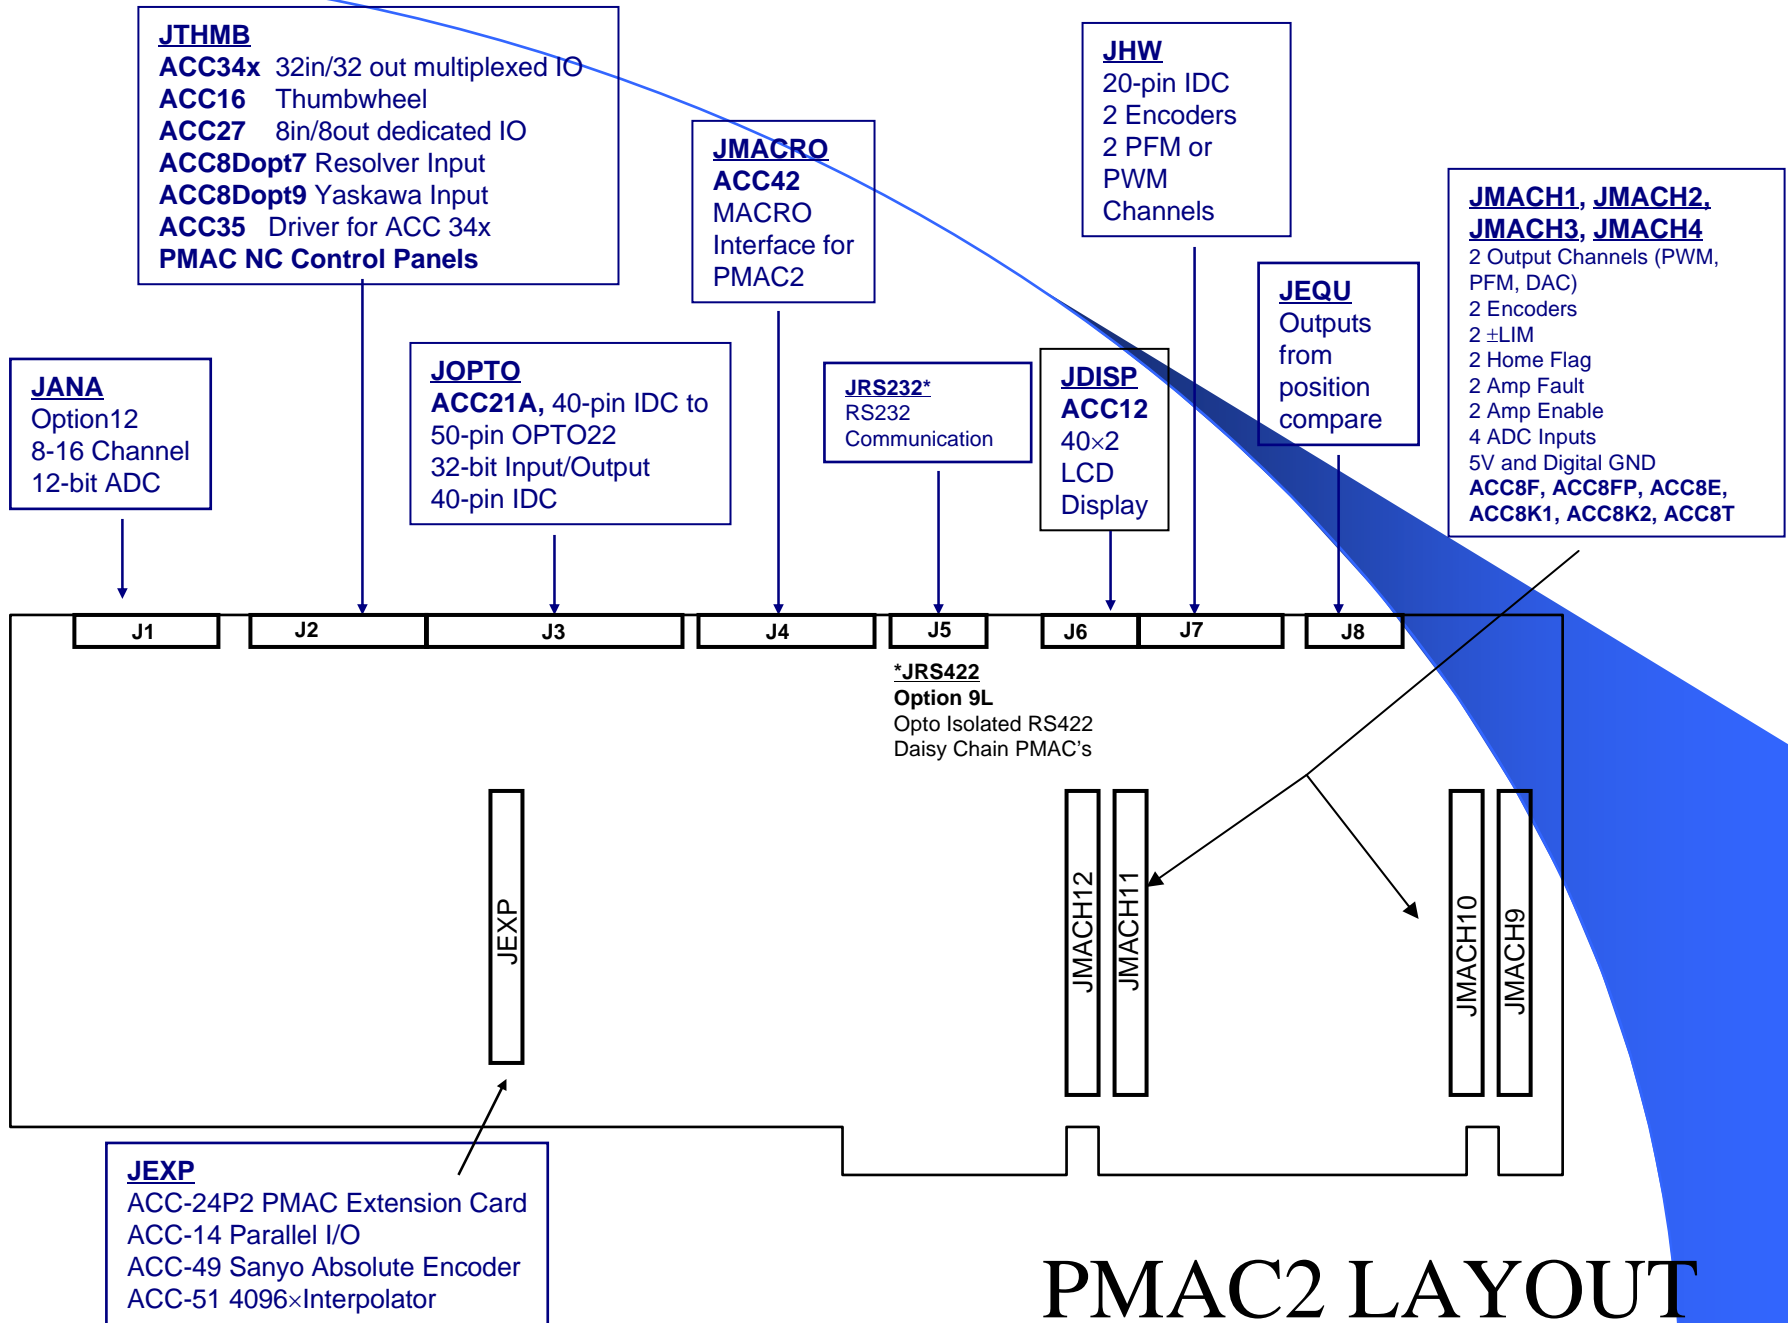 JTHMB
ACC34x 32in/32 out multiplexed IO
ACC16 Thumbwheel
ACC27 8in/8out dedicated IO
ACC8Dopt7 Resolver Input
ACC8Dopt9 Yaskawa Input
ACC35 Driver for ACC 34x
PMAC NC Control Panels
JHW
20-pin IDC
2 Encoders
2 PFM or
PWM
Channels
JMACRO
ACC42
MACRO
Interface for
PMAC2
JMACH1, JMACH2,
JMACH3, JMACH4
2 Output Channels (PWM,
PFM, DAC)
2 Encoders
2 ±LIM
2 Home Flag
2 Amp Fault
2 Amp Enable
4 ADC Inputs
5V and Digital GND
ACC8F, ACC8FP, ACC8E,
ACC8K1, ACC8K2, ACC8T
JEQU
Outputs
from
position
compare
JANA
Option12
8-16 Channel
12-bit ADC
JOPTO
ACC21A, 40-pin IDC to
50-pin OPTO22
32-bit Input/Output
40-pin IDC
JRS232*
RS232
Communication
JDISP
ACC12
40×2
LCD
Display
J1
J2
J3
J4
J5
J6
J7
J8
*JRS422
Option 9L
Opto Isolated RS422
Daisy Chain PMAC's
JEXP
JMACH12
JMACH11
JMACH10
JMACH9
JEXP
ACC-24P2 PMAC Extension Card
ACC-14 Parallel I/O
ACC-49 Sanyo Absolute Encoder
ACC-51 4096×Interpolator
PMAC2 LAYOUT